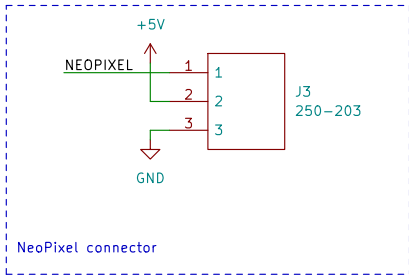 +5V
NEOPIXEL
1 1
2 2
3 3
J3
250-203
GND
NeoPixel connector